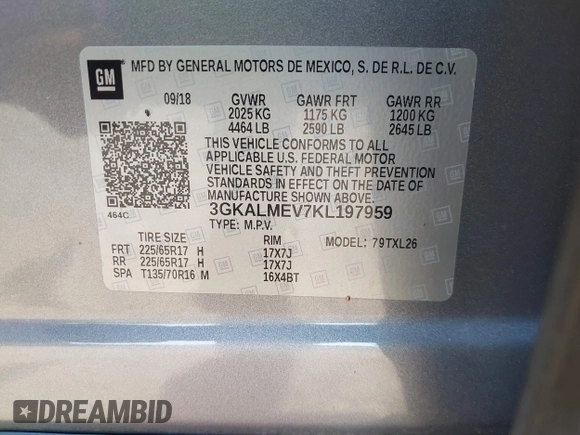 GM
MFD BY GENERAL MOTORS DE MEXICO, S. DE R.L. DE C.V.
09/18 GVWR GAWR FRT GAWR RR
2025 KG 1175 KG 1200 KG
4464 LB 2590 LB 2645 LB
THIS VEHICLE CONFORMS TO ALL
APPLICABLE U.S. FEDERAL MOTOR
VEHICLE SAFETY AND THEFT PREVENTION
STANDARDS IN EFFECT ON THE DATE OF
MANUFACTURE SHOWN ABOVE.
464C 3GKALMEV7KL197959
TYPE: M.P.V. MODEL: 79TXL26
TIRE SIZE RIM
FRT 225/65R17 H 17X7J
RR 225/65R17 H 17X7J
SPA T135/70R16 M 16X4BT
DREAMBID